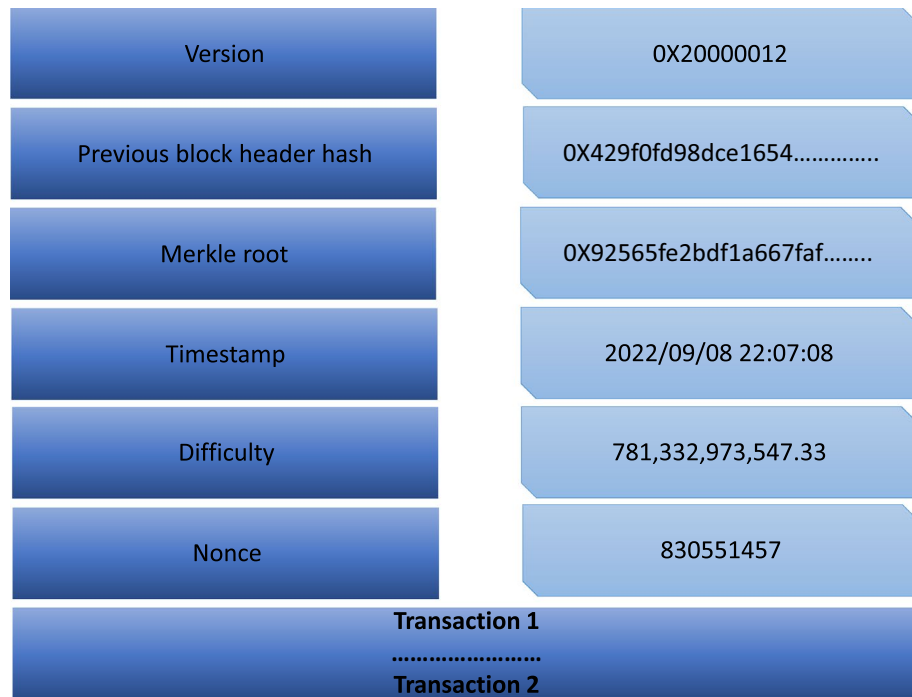 Version
0X20000012
Previous block header hash
0X429f0fd98dce1654…………..
Merkle root
0X92565fe2bdf1a667faf……..
Timestamp
2022/09/08 22:07:08
Difficulty
781,332,973,547.33
Nonce
830551457
Transaction 1
……………………
Transaction 2